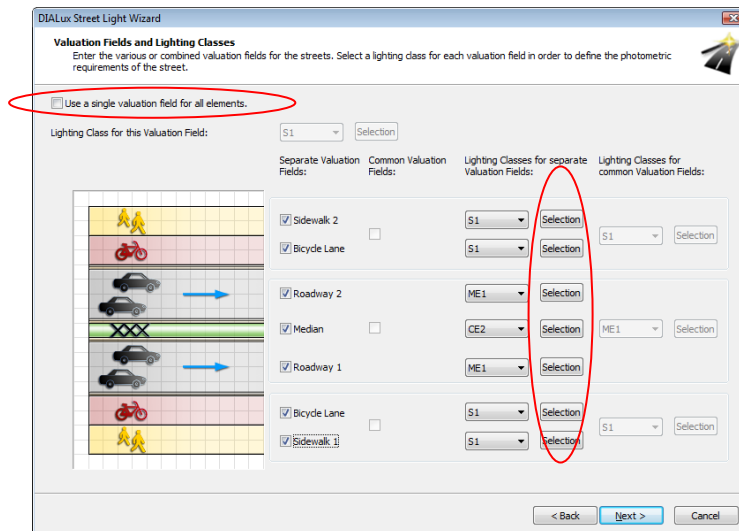 DIALux Street Light Wizard
Valuation Fields and Lighting Classes
Enter the various or combined valuation fields for the streets. Select a lighting class for each valuation field in order to define the photometric
requirements of the street.
Use a single valuation field for all elements.
Lighting Class for this Valuation Field:
S1
Selection
Separate Valuation
Fields:
Common Valuation
Fields:
Lighting Classes for separate
Valuation Fields:
Lighting Classes for
common Valuation Fields:
Sidewalk 2
S1
Selection
Bicycle Lane
S1
Selection
S1
Selection
Roadway 2
ME1
Selection
Median
CE2
Selection
ME1
Selection
Roadway 1
ME1
Selection
Bicycle Lane
S1
Selection
Sidewalk 1
S1
Selection
S1
Selection
XXX
< Back
Next >
Cancel